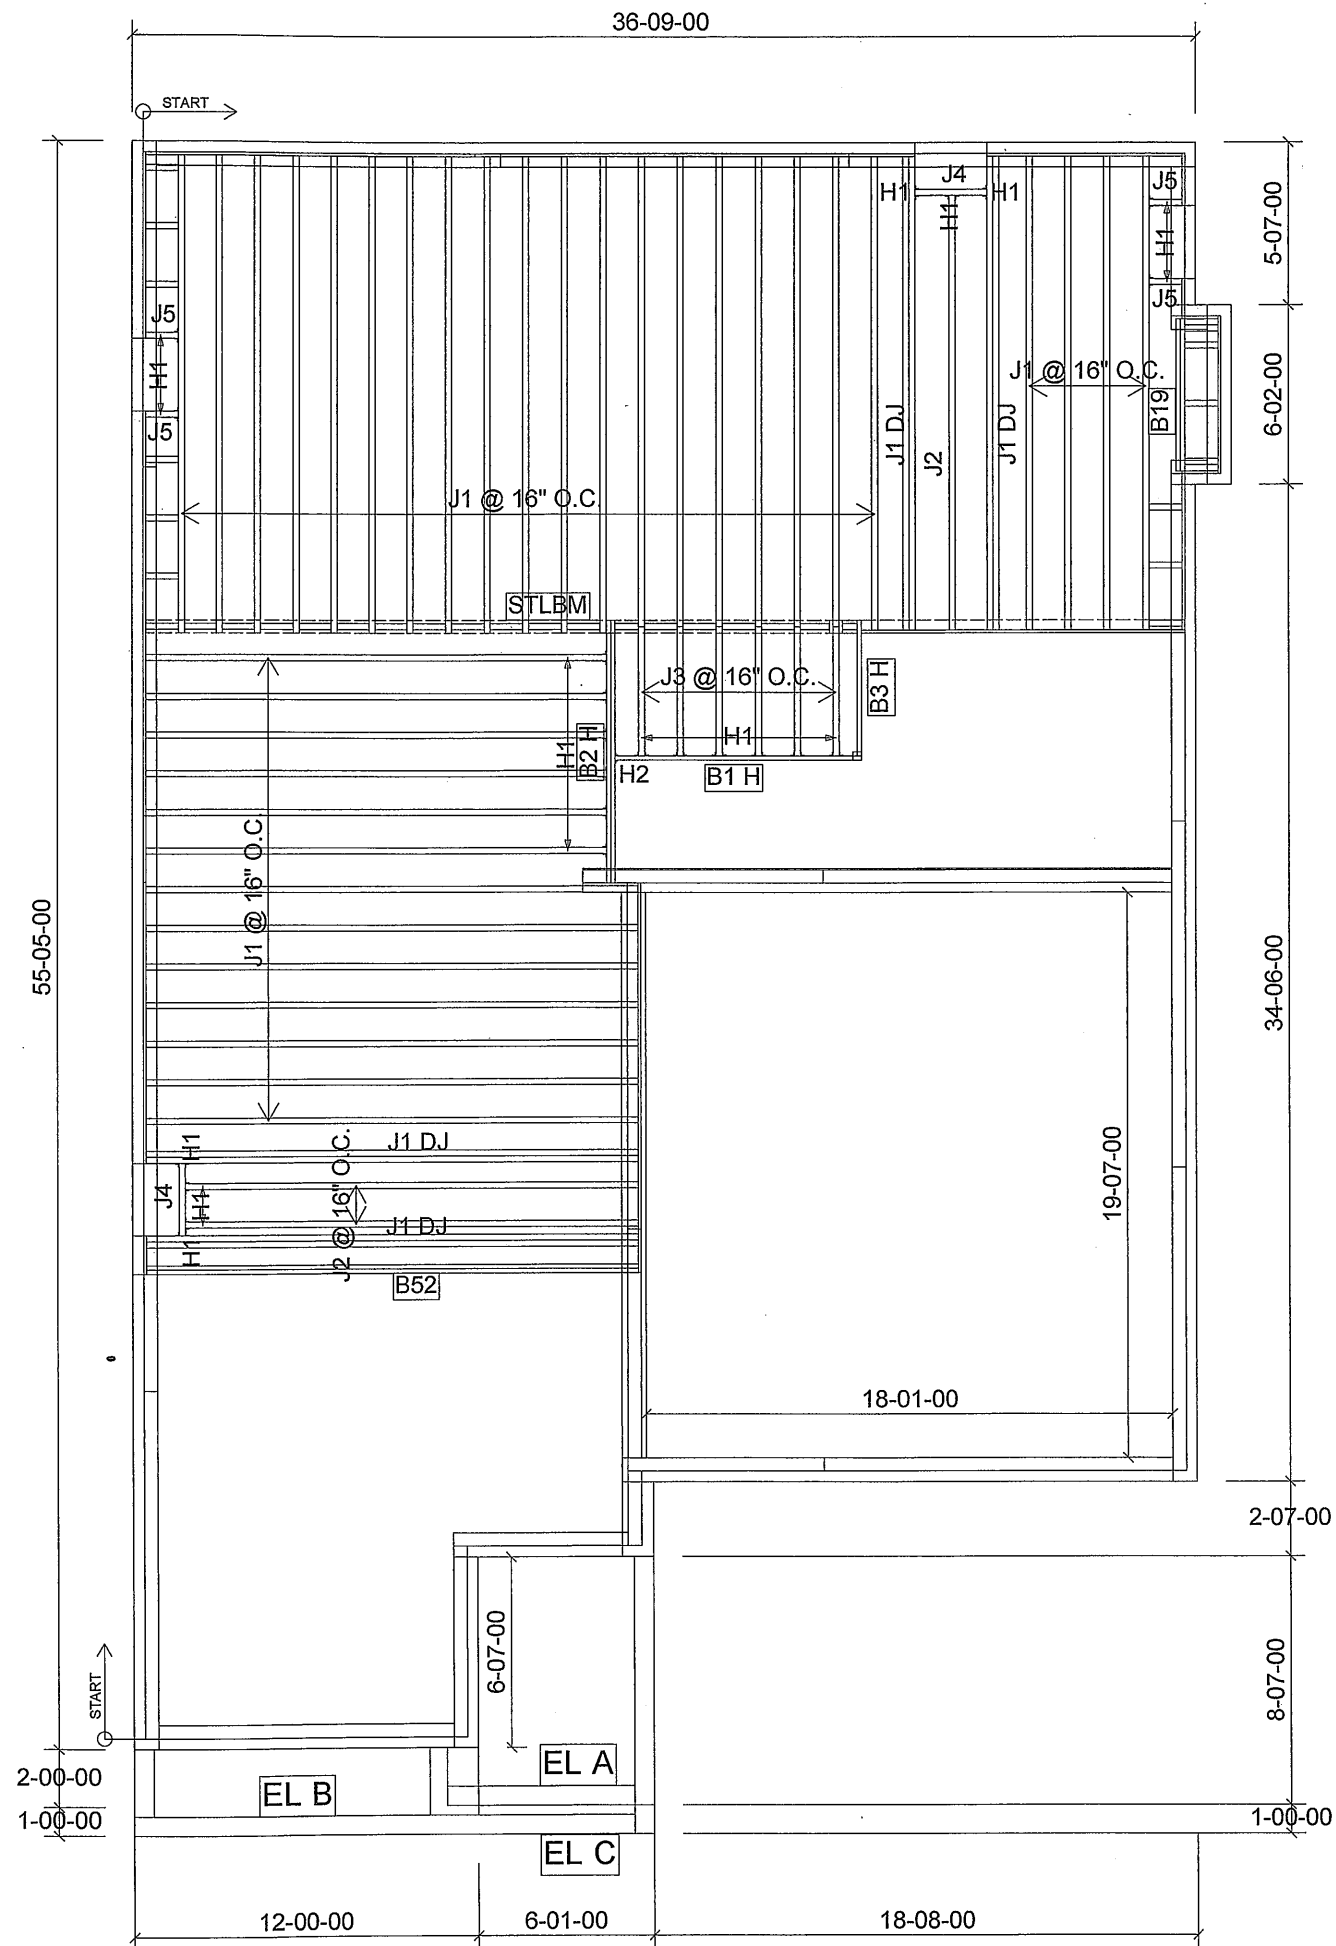 36-09-00
START
J4
H1
H1
H1
J5
H1
J5
5-07-00
J5
H1
J5
J1 @ 16" O.C.
B19
6-02-00
J1 DJ
J2
J1 DJ
J1 @ 16" O.C.
STLBM
J3 @ 16" O.C.
B3 H
H1
B2 H
H1
H2
B1 H
J1 @ 16" O.C.
55-05-00
34-06-00
J1 DJ
H1
J4
H1
J2 @ 16" O.C.
J1 DJ
H1
B52
19-07-00
18-01-00
2-07-00
6-07-00
8-07-00
START
EL A
2-00-00
EL B
1-00-00
1-00-00
EL C
12-00-00
6-01-00
18-08-00